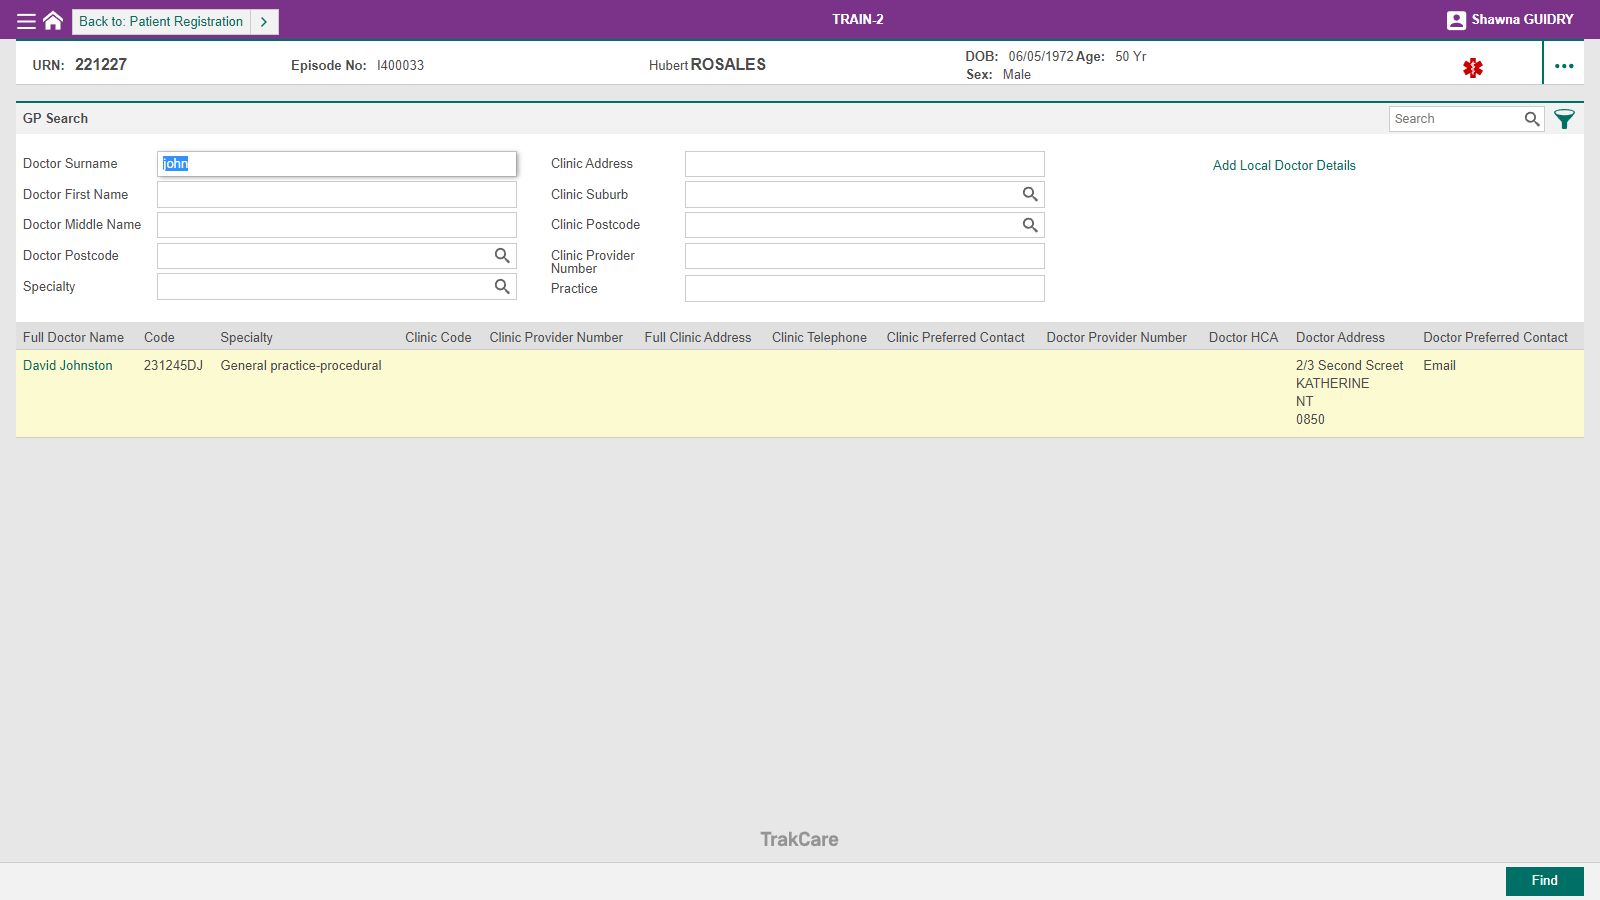 Back to: Patient Registration
TRAIN-2
Shawna GUIDRY
URN: 221227
Episode No: I400033
Hubert ROSALES
DOB: 06/05/1972 Age: 50 Yr
Sex: Male
GP Search
Search
Doctor Surname john
Clinic Address
Add Local Doctor Details
Doctor First Name
Clinic Suburb
Doctor Middle Name
Clinic Postcode
Doctor Postcode
Clinic Provider
Number
Specialty
Practice
Full Doctor Name Code Specialty Clinic Code Clinic Provider Number Full Clinic Address Clinic Telephone Clinic Preferred Contact Doctor Provider Number Doctor HCA Doctor Address Doctor Preferred Contact
David Johnston 231245DJ General practice-procedural 2/3 Second Screet Email
KATHERINE
NT
0850
TrakCare
Find